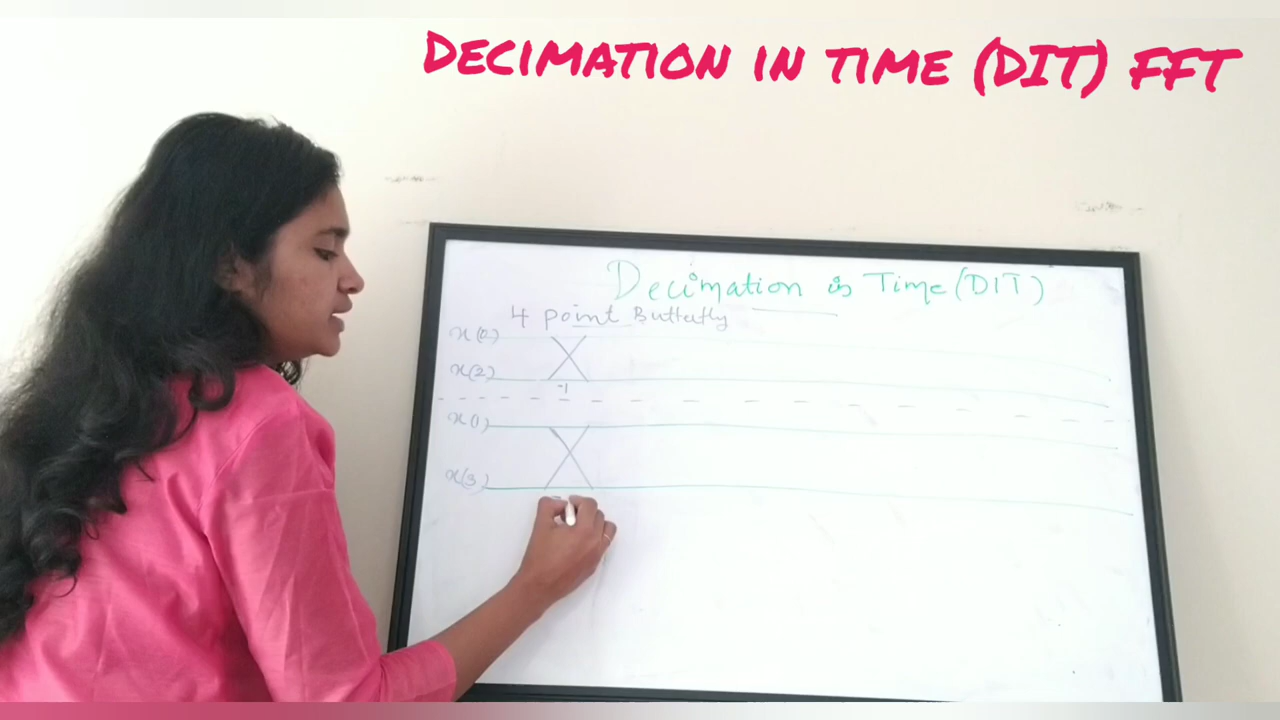 DECIMATION IN TIME (DIT) FFT
Decimation in Time (DIT)
4 point Butterfly
x(0)
x(2)
-1
x(1)
x(3)